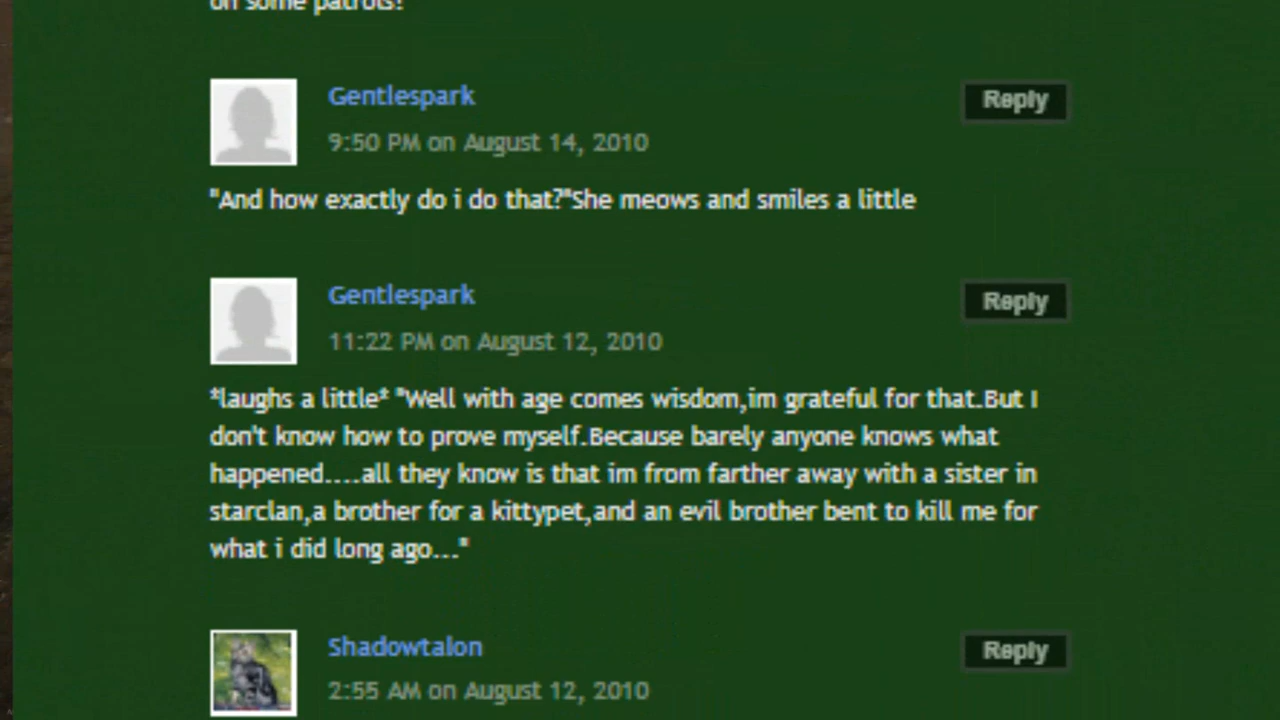 on some patrols!
Gentlespark
Reply
9:50 PM on August 14, 2010
"And how exactly do i do that?"She meows and smiles a little
Gentlespark
Reply
11:22 PM on August 12, 2010
*laughs a little* "Well with age comes wisdom,im grateful for that.But I
don't know how to prove myself.Because barely anyone knows what
happened....all they know is that im from farther away with a sister in
starclan,a brother for a kittypet,and an evil brother bent to kill me for
what i did long ago..."
Shadowtalon
Reply
2:55 AM on August 12, 2010